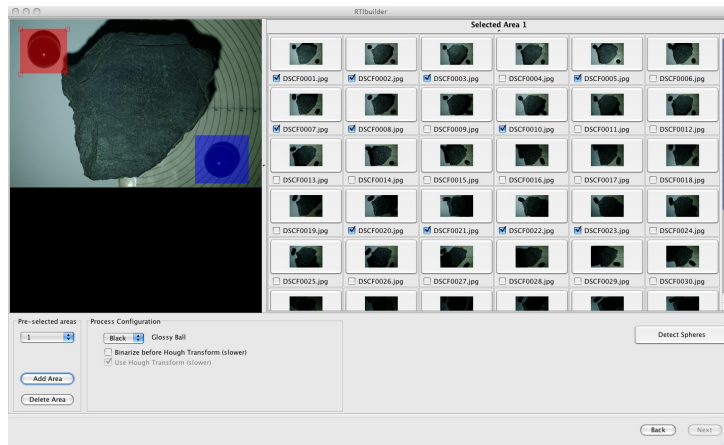 RTIbuilder
Selected Area 1
DSCF0001.jpg DSCF0002.jpg DSCF0003.jpg DSCF0004.jpg DSCF0005.jpg DSCF0006.jpg
DSCF0007.jpg DSCF0008.jpg DSCF0009.jpg DSCF0010.jpg DSCF0011.jpg DSCF0012.jpg
DSCF0013.jpg DSCF0014.jpg DSCF0015.jpg DSCF0016.jpg DSCF0017.jpg DSCF0018.jpg
DSCF0019.jpg DSCF0020.jpg DSCF0021.jpg DSCF0022.jpg DSCF0023.jpg DSCF0024.jpg
DSCF0025.jpg DSCF0026.jpg DSCF0027.jpg DSCF0028.jpg DSCF0029.jpg DSCF0030.jpg
Pre-selected areas
1
Add Area
Delete Area
Process Configuration
Black Glossy Ball
Binarize before Hough Transform (slower)
Use Hough Transform (slower)
Detect Spheres
Back Next